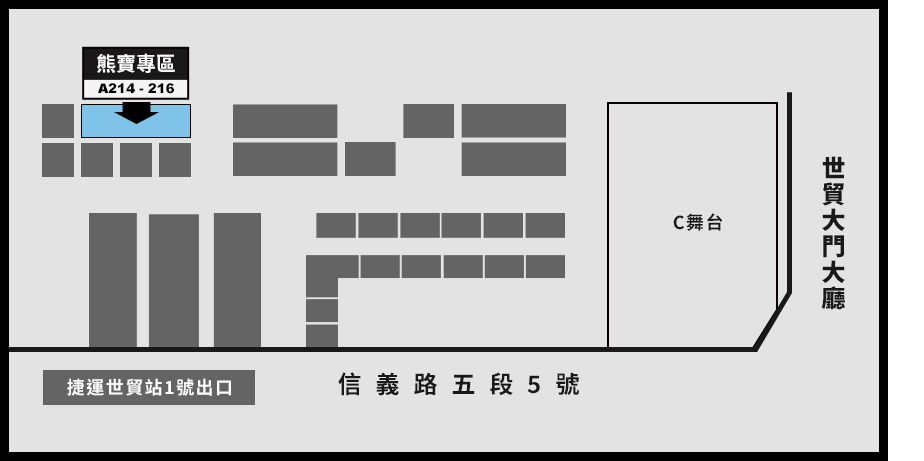 熊寶專區
A214 - 216
C舞台
世貿大門大廳
捷運世貿站1號出口
信義路五段5號